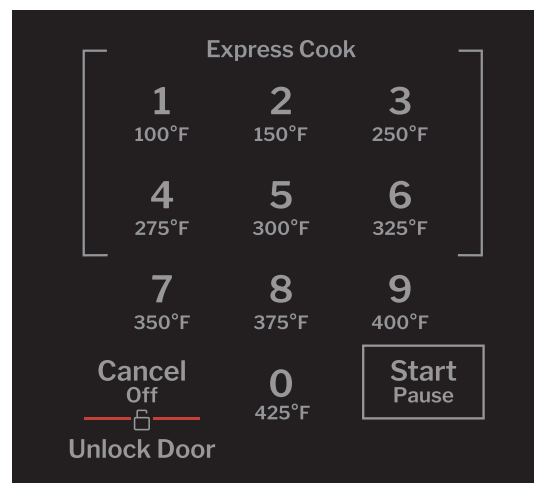 Express Cook
1 2 3
100°F 150°F 250°F
4 5 6
275°F 300°F 325°F
7 8 9
350°F 375°F 400°F
Cancel 0 Start
Off 425°F Pause
Unlock Door